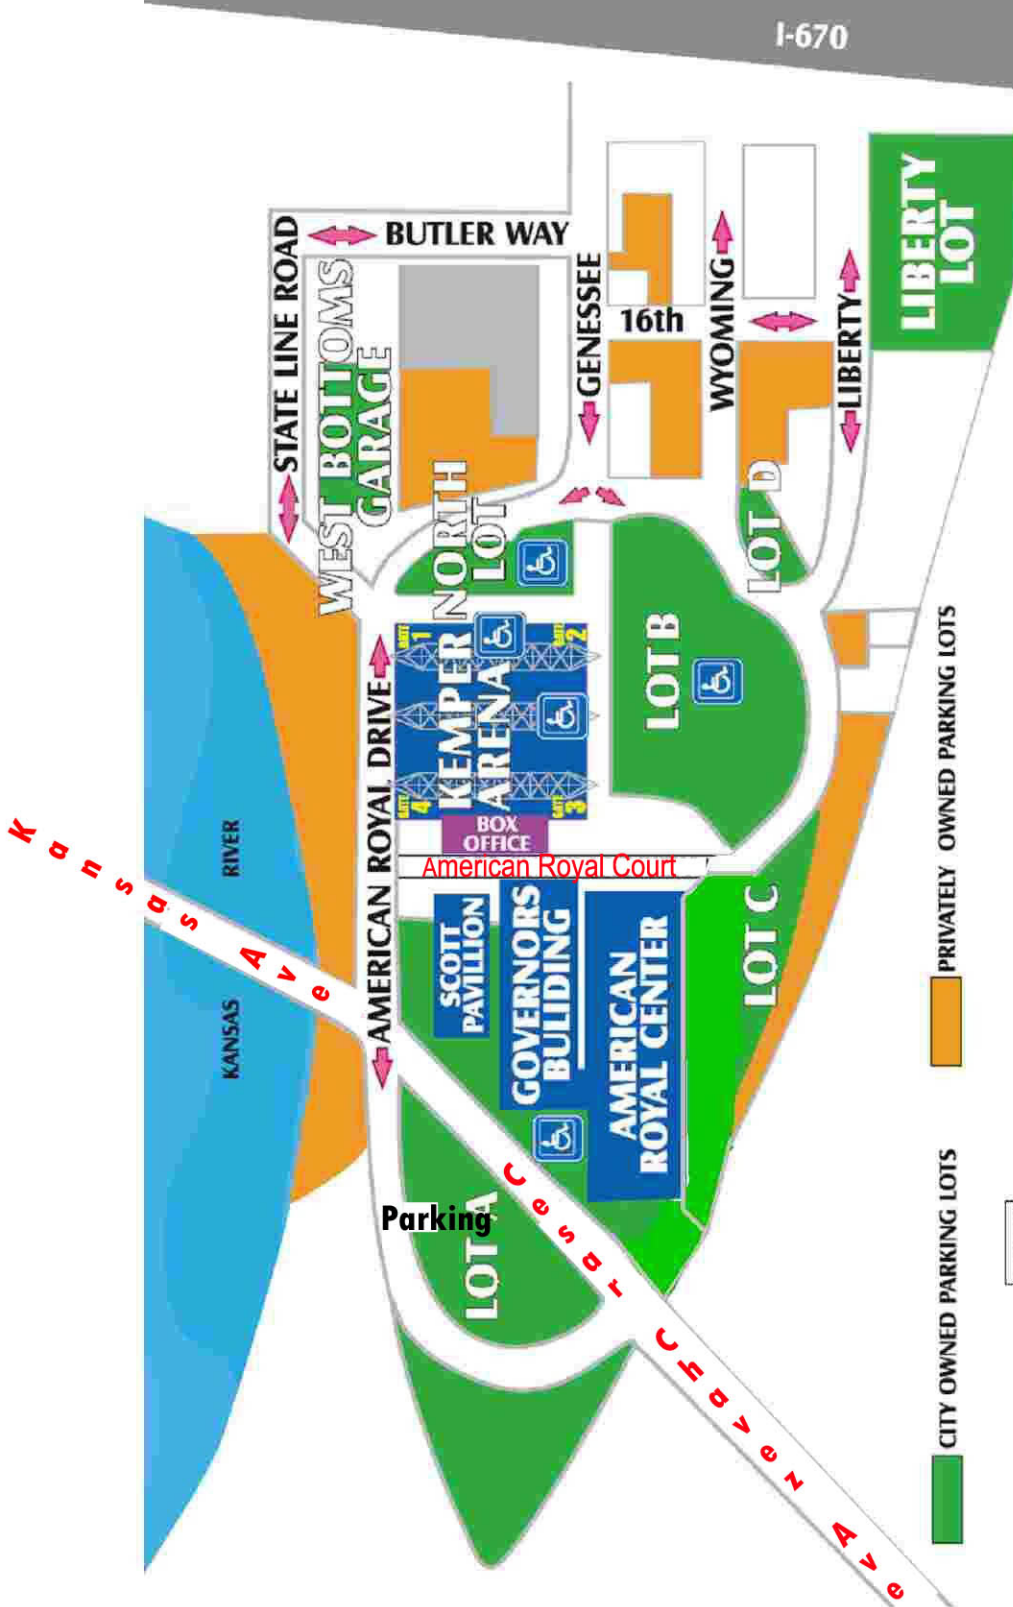 I-670
LIBERTY
LOT
BUTLER WAY
STATE LINE ROAD
WEST BOTTOMS
GARAGE
GENESSEE
16th
WYOMING
LIBERTY
NORTH
LOT
LOT D
LOT B
GATE
1
GATE
2
KEMPER
ARENA
GATE
4
GATE
3
BOX
OFFICE
AMERICAN ROYAL DRIVE
American Royal Court
KANSAS
RIVER
Kansas Ave
SCOTT
PAVILLION
GOVERNORS
BULIDING
AMERICAN
ROYAL CENTER
LOT C
Parking
LOT A
Cesar Chavez Ave
PRIVATELY OWNED PARKING LOTS
CITY OWNED PARKING LOTS